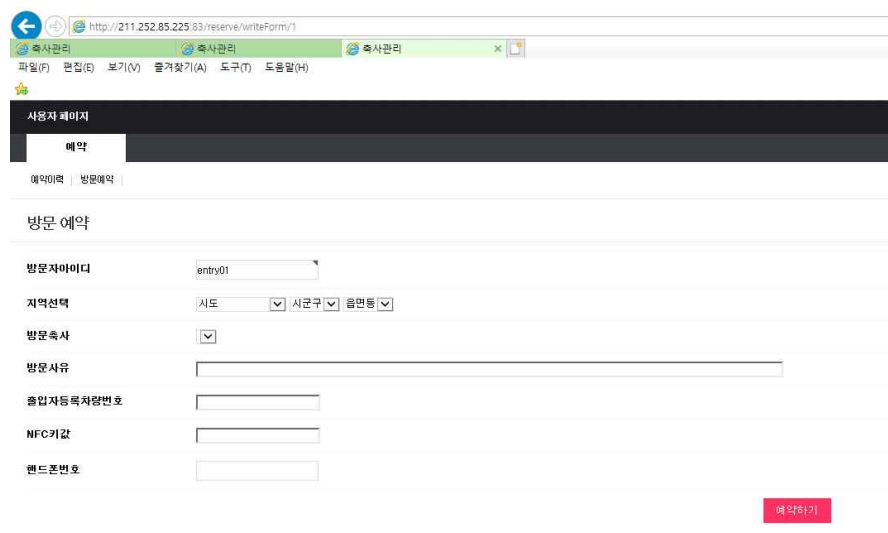 http://211.252.85.225:83/reserve/writeForm/1
축사관리 축사관리 축사관리
파일(F) 편집(E) 보기(V) 즐겨찾기(A) 도구(T) 도움말(H)
사용자 페이지
예약
예약이력 방문예약
방문 예약
방문자아이디 entry01
지역선택 시도 시군구 읍면동
방문축사
방문사유
출입자등록차량번호
NFC키값
핸드폰번호
예약하기